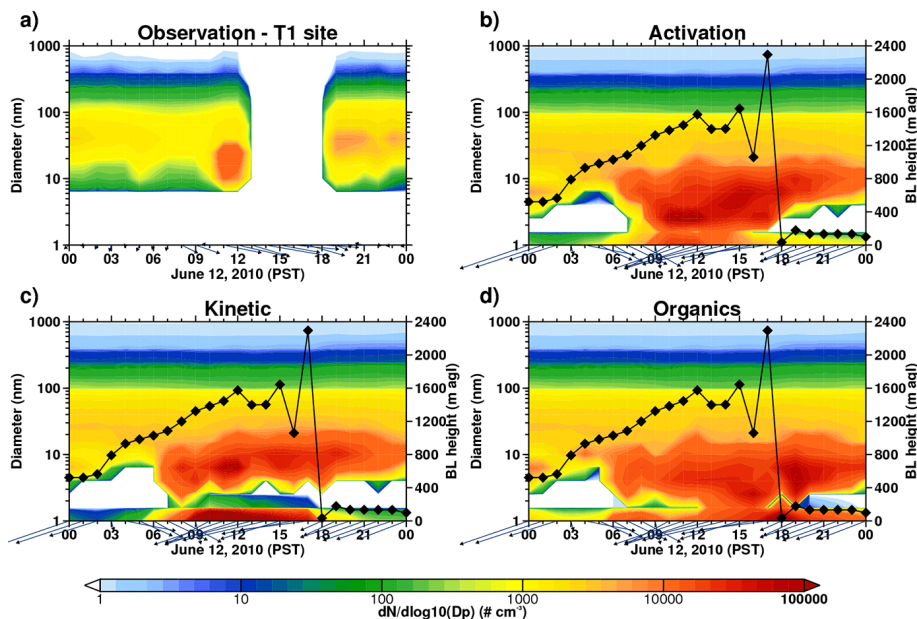 a) Observation - T1 site
b) Activation
1000
100
10
1
Diameter (nm)
00 03 06 09 12 15 18 21 00
June 12, 2010 (PST)
1000
100
10
1
Diameter (nm)
2400
2000
1600
1200
800
400
0
BL height (m agl)
00 03 06 09 12 15 18 21 00
June 12, 2010 (PST)
c) Kinetic
d) Organics
1000
100
10
1
Diameter (nm)
2400
2000
1600
1200
800
400
0
BL height (m agl)
00 03 06 09 12 15 18 21 00
June 12, 2010 (PST)
1000
100
10
1
Diameter (nm)
2400
2000
1600
1200
800
400
0
BL height (m agl)
00 03 06 09 12 15 18 21 00
June 12, 2010 (PST)
1 10 100 1000 10000 100000
dN/dlog10(Dp) (# cm⁻³)